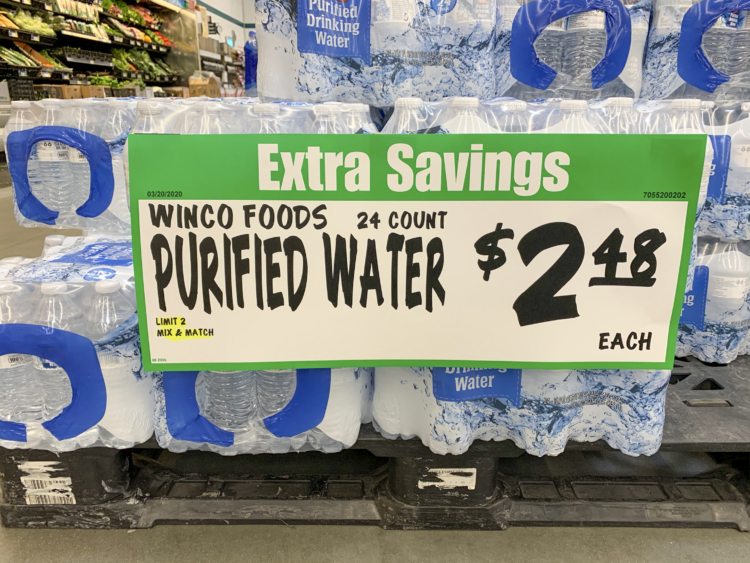 Purified
Drinking
Water
Extra Savings
03/20/2020
7055200202
WINCO FOODS 24 COUNT
PURIFIED WATER
$2.48
EACH
LIMIT 2
MIX & MATCH
Water